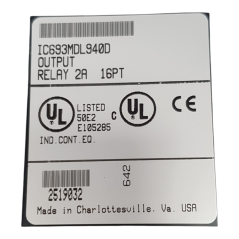 IC693MDL940D
OUTPUT
RELAY 2A 16PT
UL LISTED C UL CE
50E2
E105285
IND.CONT.EQ.
642
2519032
Made in Charlottesville, Va. USA